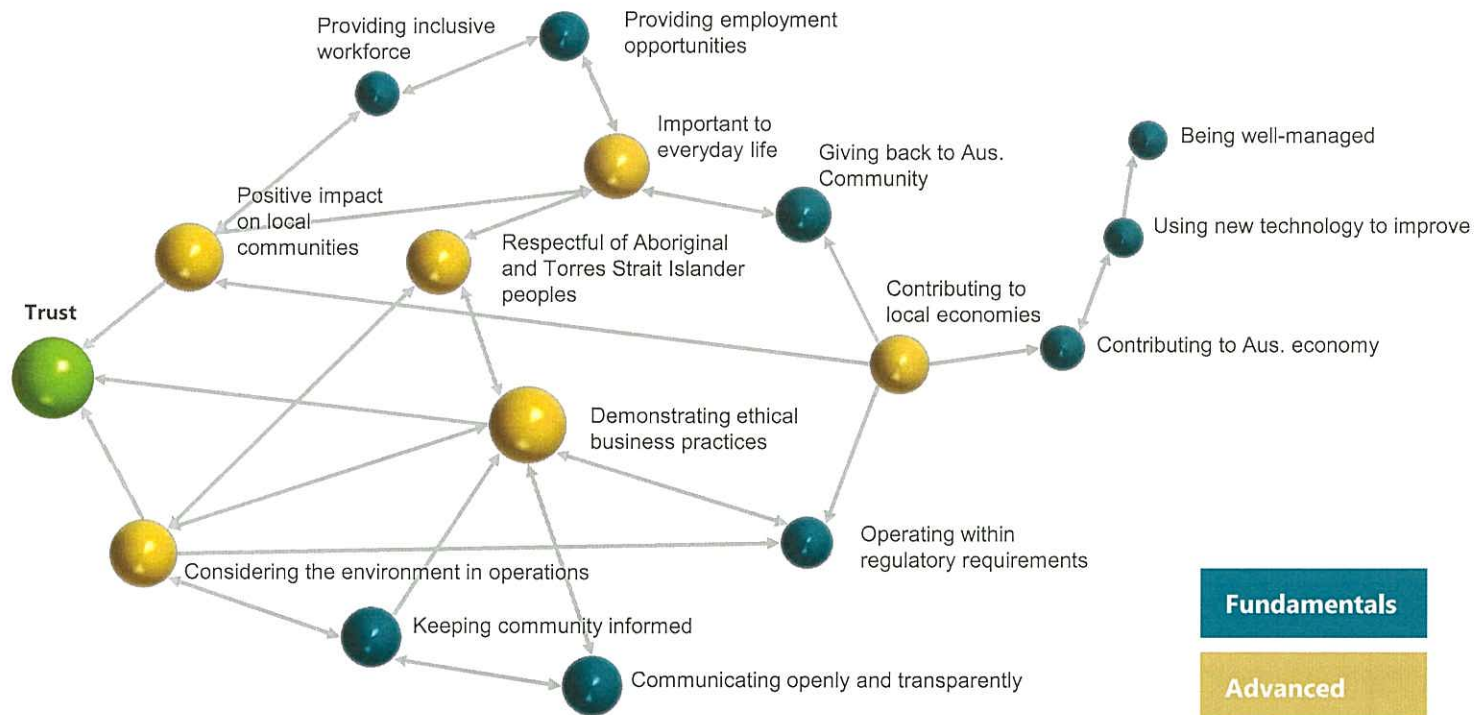 Providing inclusive
workforce
Providing employment
opportunities
Important to
everyday life
Giving back to Aus.
Community
Being well-managed
Using new technology to improve
Positive impact
on local
communities
Respectful of Aboriginal
and Torres Strait Islander
peoples
Contributing to
local economies
Contributing to Aus. economy
Trust
Demonstrating ethical
business practices
Operating within
regulatory requirements
Considering the environment in operations
Keeping community informed
Communicating openly and transparently
Fundamentals
Advanced